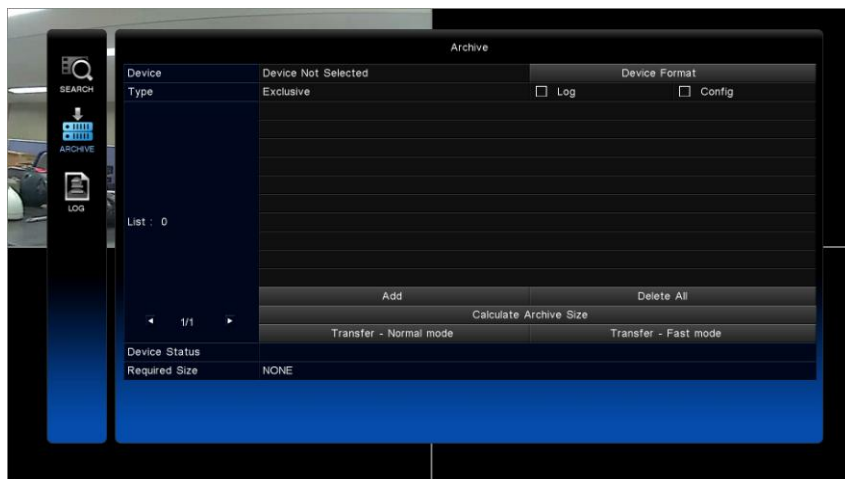 Archive
SEARCH
ARCHIVE
LOG
Device Device Not Selected Device Format
Type Exclusive Log Config
List : 0
Add Delete All
Calculate Archive Size
1/1
Transfer - Normal mode Transfer - Fast mode
Device Status
Required Size NONE